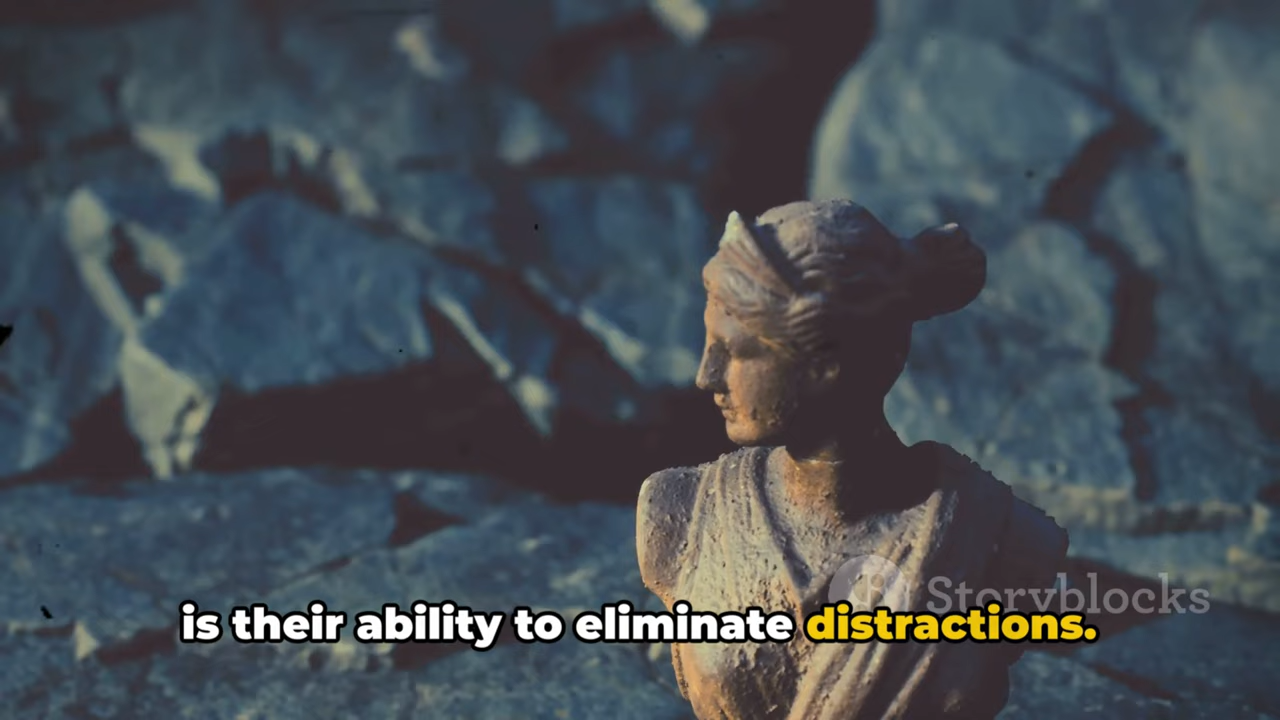 Storyblocks
is their ability to eliminate distractions.